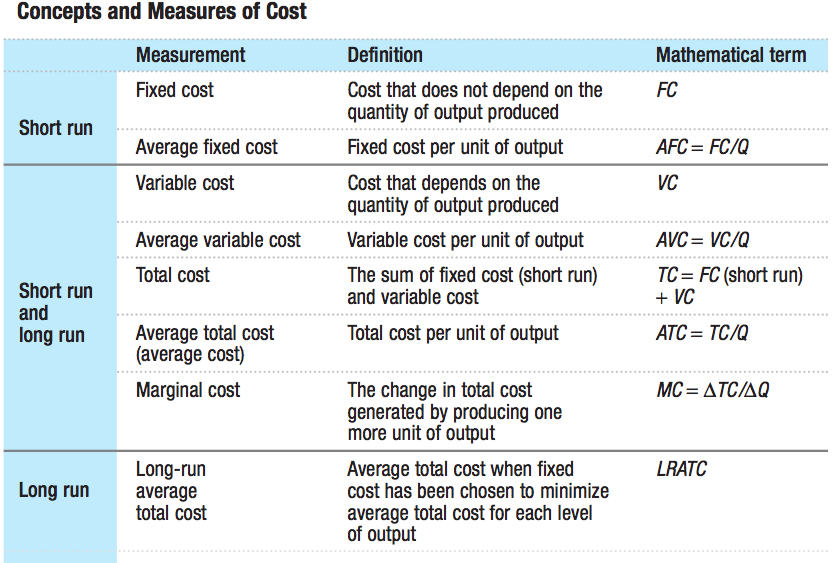 Concepts and Measures of Cost
Measurement Definition Mathematical term
Short run
Fixed cost Cost that does not depend on the FC
quantity of output produced
Average fixed cost Fixed cost per unit of output AFC = FC/Q
Short run
and
long run
Variable cost Cost that depends on the VC
quantity of output produced
Average variable cost Variable cost per unit of output AVC = VC/Q
Total cost The sum of fixed cost (short run) TC = FC (short run)
and variable cost + VC
Average total cost Total cost per unit of output ATC = TC/Q
(average cost)
Marginal cost The change in total cost MC = ΔTC/ΔQ
generated by producing one
more unit of output
Long run
Long-run Average total cost when fixed LRATC
average cost has been chosen to minimize
total cost average total cost for each level
of output